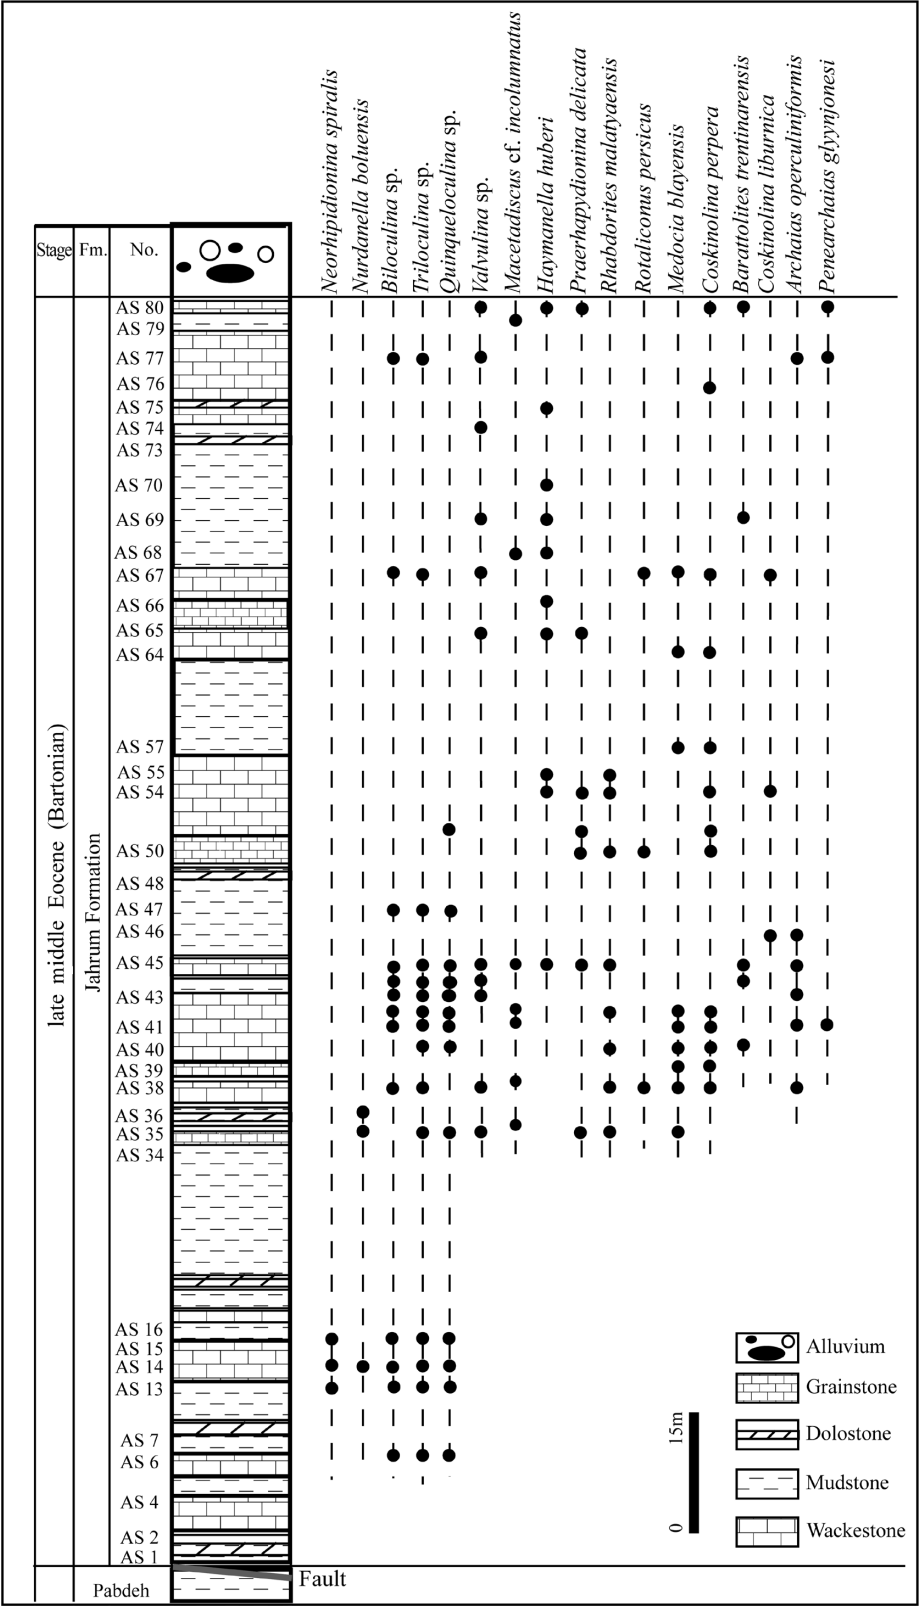 Neorhipidionina spiralis
Nurdanella boluensis
Biloculina sp.
Triloculina sp.
Quinqueloculina sp.
Valvulina sp.
Macetadiscus cf. incolumnatus
Haymanella huberi
Praerhapydionina delicata
Rhabdorites malatyaensis
Rotaliconus persicus
Medocia blayensis
Coskinolina perpera
Barattolites trentinarensis
Coskinolina liburnica
Archaias operculiniformis
Penearchaias glyynjonesi
Stage Fm. No.
AS 80
AS 79
AS 77
AS 76
AS 75
AS 74
AS 73
AS 70
AS 69
AS 68
AS 67
AS 66
AS 65
AS 64
AS 57
AS 55
AS 54
AS 50
AS 48
AS 47
AS 46
AS 45
AS 43
AS 41
AS 40
AS 39
AS 38
AS 36
AS 35
AS 34
AS 16
AS 15
AS 14
AS 13
AS 7
AS 6
AS 4
AS 2
AS 1
late middle Eocene (Bartonian)
Jahrum Formation
Pabdeh
Fault
15m
0
Alluvium
Grainstone
Dolostone
Mudstone
Wackestone